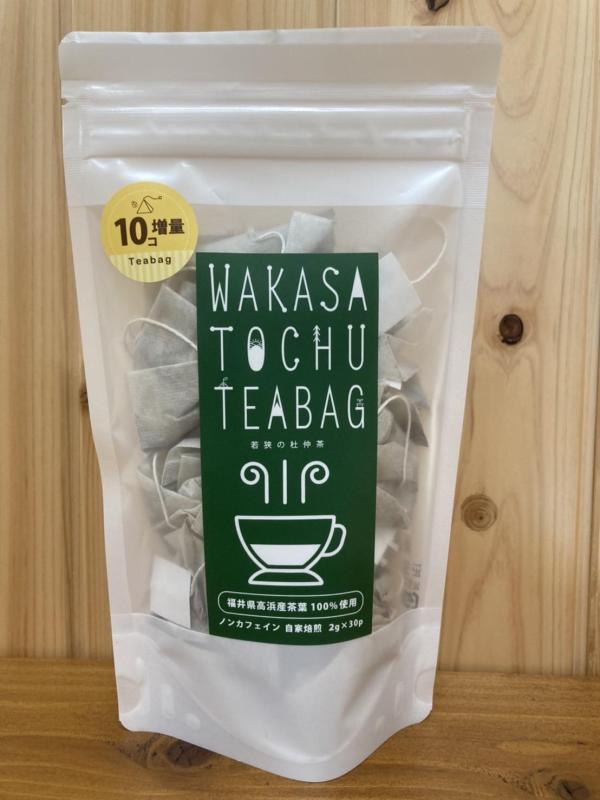 10コ増量
Teabag
WAKASA
TOCHU
TEABAG
若狭の杜仲茶
福井県高浜産茶葉100%使用
ノンカフェイン 自家焙煎 2g×30p